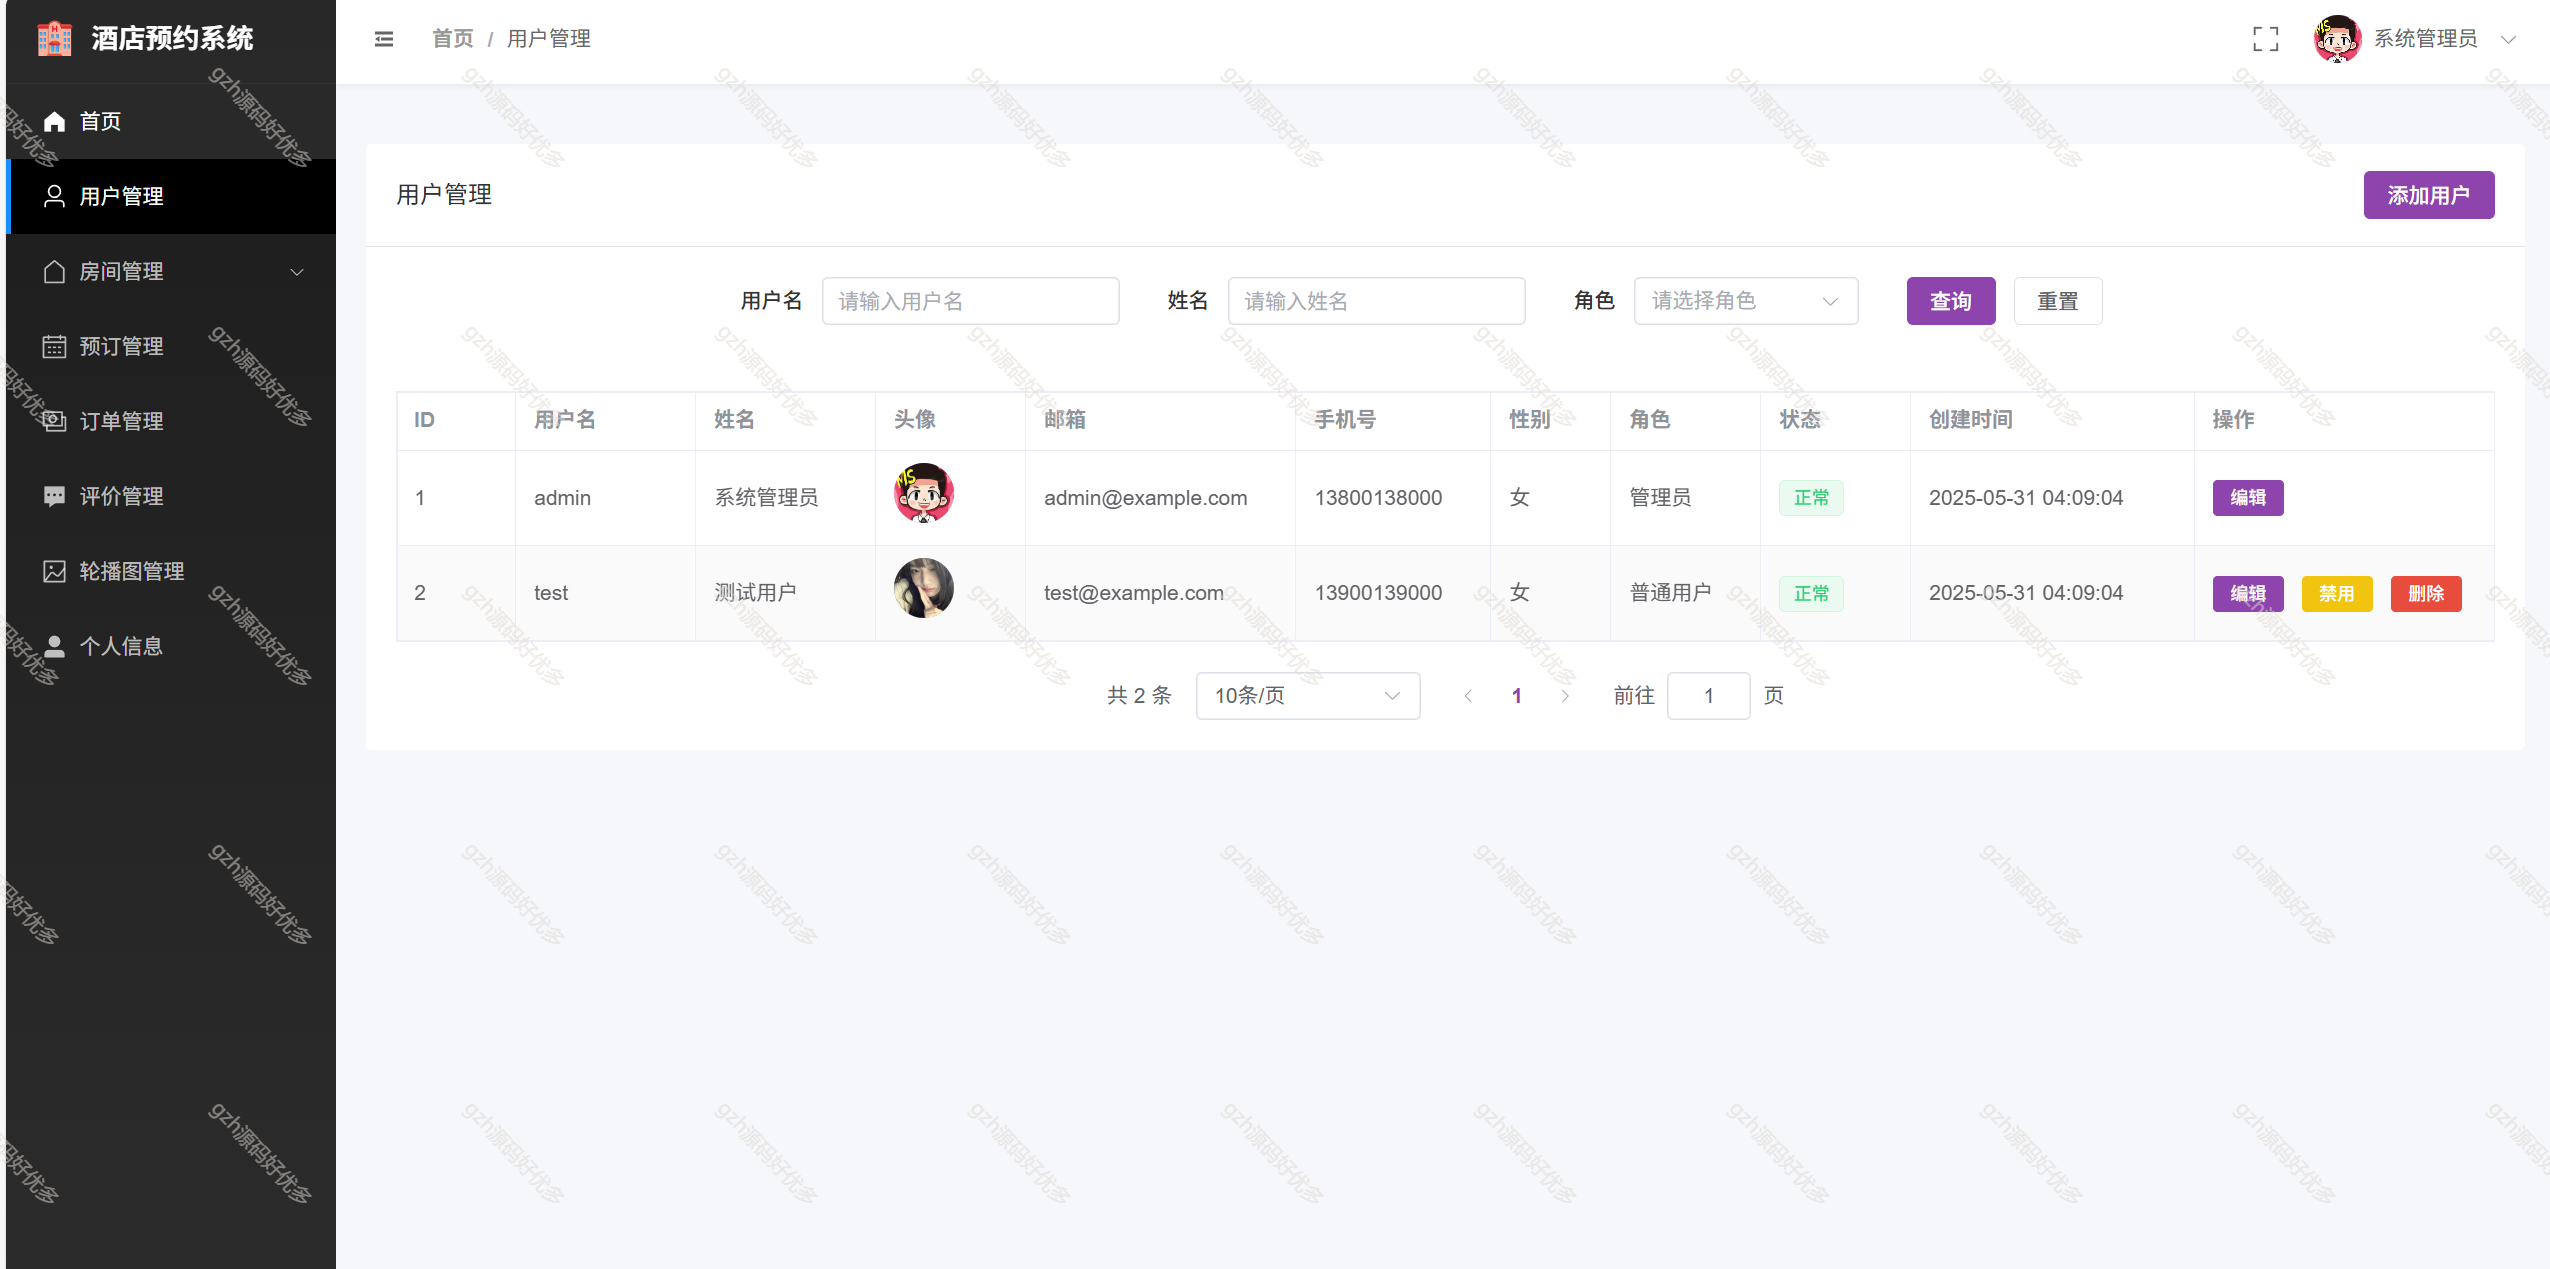 酒店预约系统
首页 / 用户管理
系统管理员
首页
用户管理
房间管理
预订管理
订单管理
评价管理
轮播图管理
个人信息
用户管理
添加用户
用户名 请输入用户名 姓名 请输入姓名 角色 请选择角色 查询 重置
ID 用户名 姓名 头像 邮箱 手机号 性别 角色 状态 创建时间 操作
1 admin 系统管理员 MS admin@example.com 13800138000 女 管理员 正常 2025-05-31 04:09:04 编辑
2 test 测试用户 test@example.com 13900139000 女 普通用户 正常 2025-05-31 04:09:04 编辑 禁用 删除
共 2 条 10条/页 1 前往 1 页
gzh源码好优多